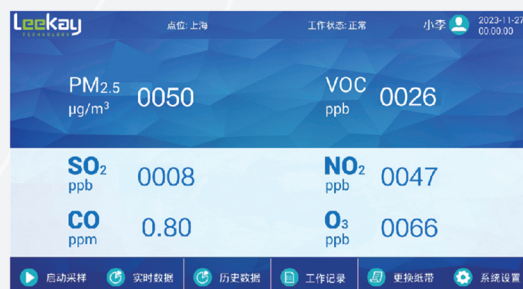 Leekay
TECHNOLOGY
点位: 上海
工作状态: 正常
小李
2023-11-27
00:00:00
PM2.5
μg/m³
0050
VOC
ppb
0026
SO2
ppb
0008
NO2
ppb
0047
CO
ppm
0.80
O3
ppb
0066
启动采样
实时数据
历史数据
工作记录
更换纸带
系统设置